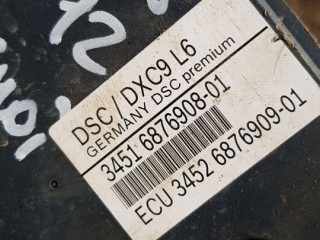 DSC / DXC9 L6
GERMANY DSC premium
3451 6876908-01
ECU 3452 6876909-01